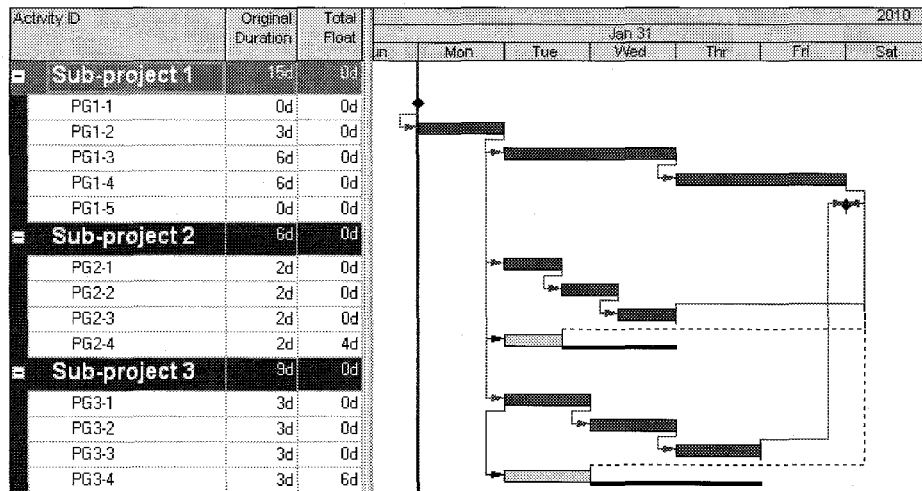 Activity ID Original Duration Total Float
2010
Jan 31
un Mon Tue Wed Thr Fri Sat
Sub-project 1 15d 0d
PG1-1 0d 0d
PG1-2 3d 0d
PG1-3 6d 0d
PG1-4 6d 0d
PG1-5 0d 0d
Sub-project 2 6d 0d
PG2-1 2d 0d
PG2-2 2d 0d
PG2-3 2d 0d
PG2-4 2d 4d
Sub-project 3 9d 0d
PG3-1 3d 0d
PG3-2 3d 0d
PG3-3 3d 0d
PG3-4 3d 6d